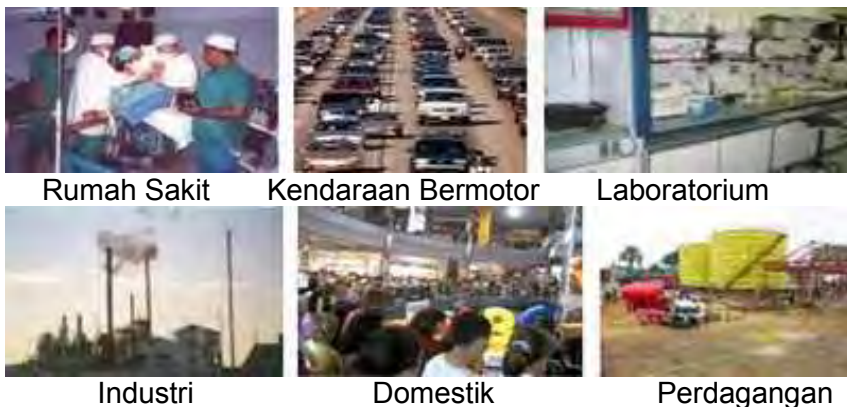 Rumah Sakit Kendaraan Bermotor Laboratorium
Industri Domestik Perdagangan